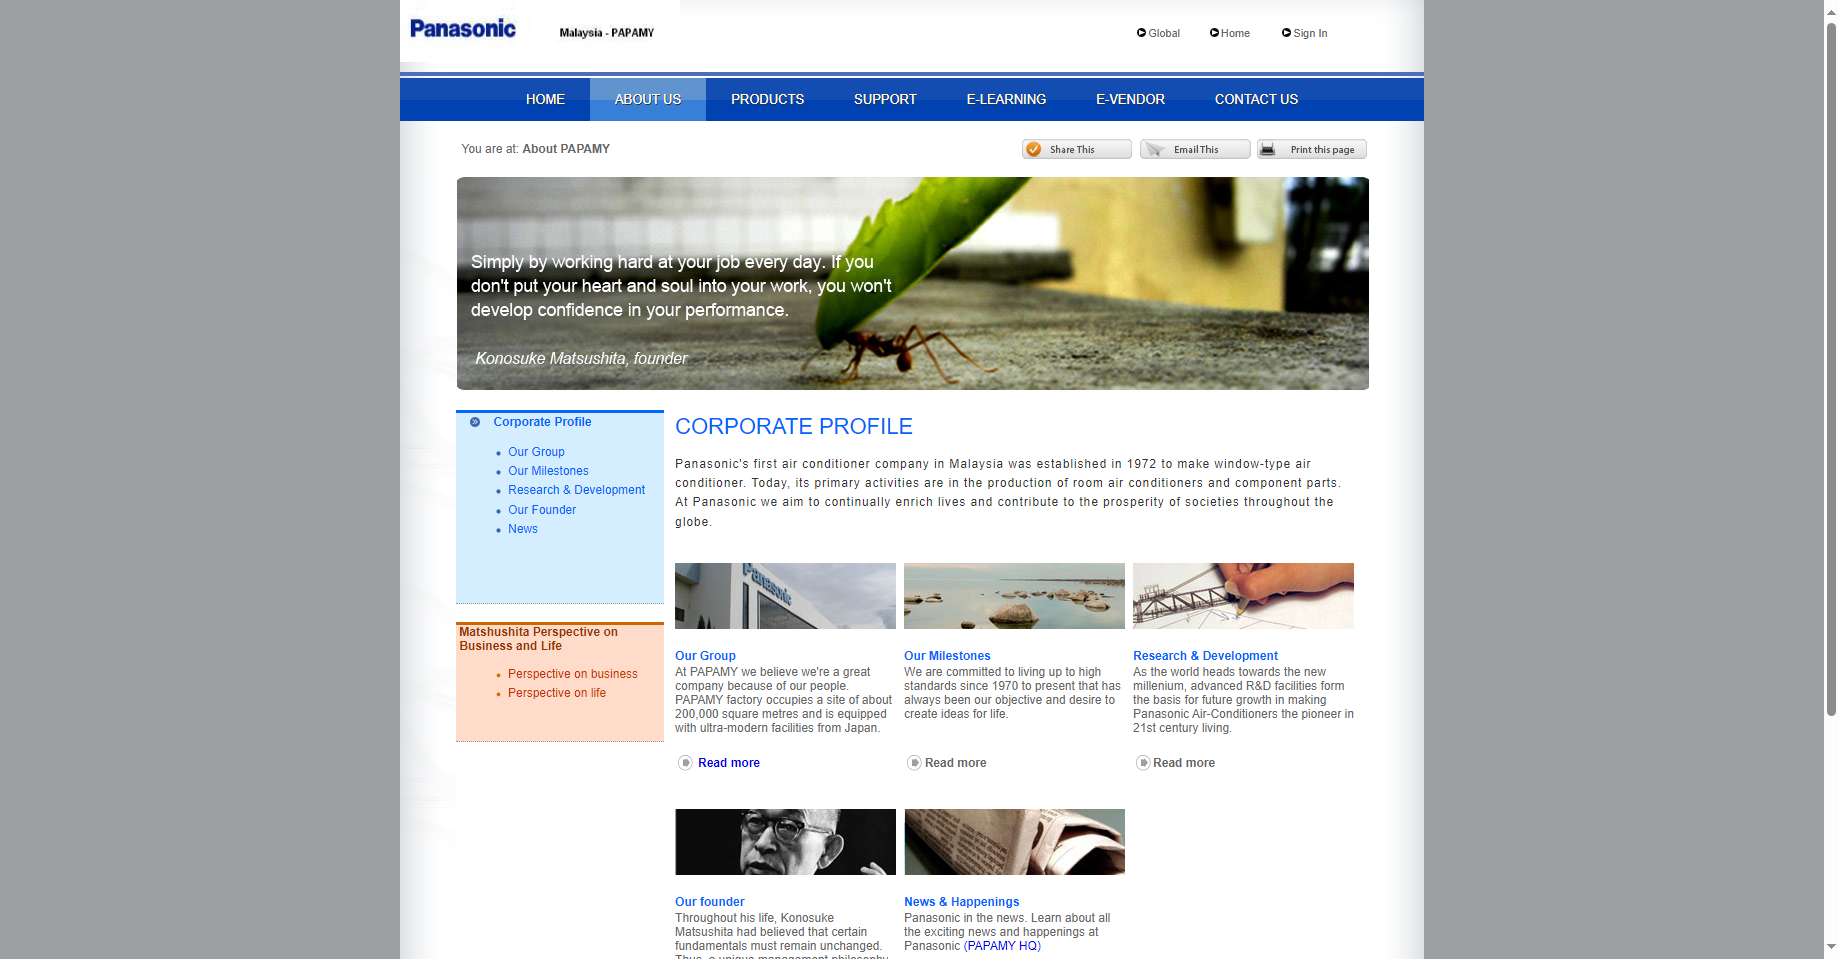 Panasonic
Malaysia - PAPAMY
Global
Home
Sign In
HOME
ABOUT US
PRODUCTS
SUPPORT
E-LEARNING
E-VENDOR
CONTACT US
You are at: About PAPAMY
Share This
Email This
Print this page
Simply by working hard at your job every day. If you
don't put your heart and soul into your work, you won't
develop confidence in your performance.
Konosuke Matsushita, founder
Corporate Profile
Our Group
Our Milestones
Research & Development
Our Founder
News
Matshushita Perspective on
Business and Life
Perspective on business
Perspective on life
CORPORATE PROFILE
Panasonic's first air conditioner company in Malaysia was established in 1972 to make window-type air
conditioner. Today, its primary activities are in the production of room air conditioners and component parts.
At Panasonic we aim to continually enrich lives and contribute to the prosperity of societies throughout the
globe.
Panasonic
Our Group
At PAPAMY we believe we're a great
company because of our people.
PAPAMY factory occupies a site of about
200,000 square metres and is equipped
with ultra-modern facilities from Japan.
Read more
Our Milestones
We are committed to living up to high
standards since 1970 to present that has
always been our objective and desire to
create ideas for life.
Read more
Research & Development
As the world heads towards the new
millenium, advanced R&D facilities form
the basis for future growth in making
Panasonic Air-Conditioners the pioneer in
21st century living.
Read more
Our founder
Throughout his life, Konosuke
Matsushita had believed that certain
fundamentals must remain unchanged.
Thus, a unique management philosophy
News & Happenings
Panasonic in the news. Learn about all
the exciting news and happenings at
Panasonic (PAPAMY HQ)